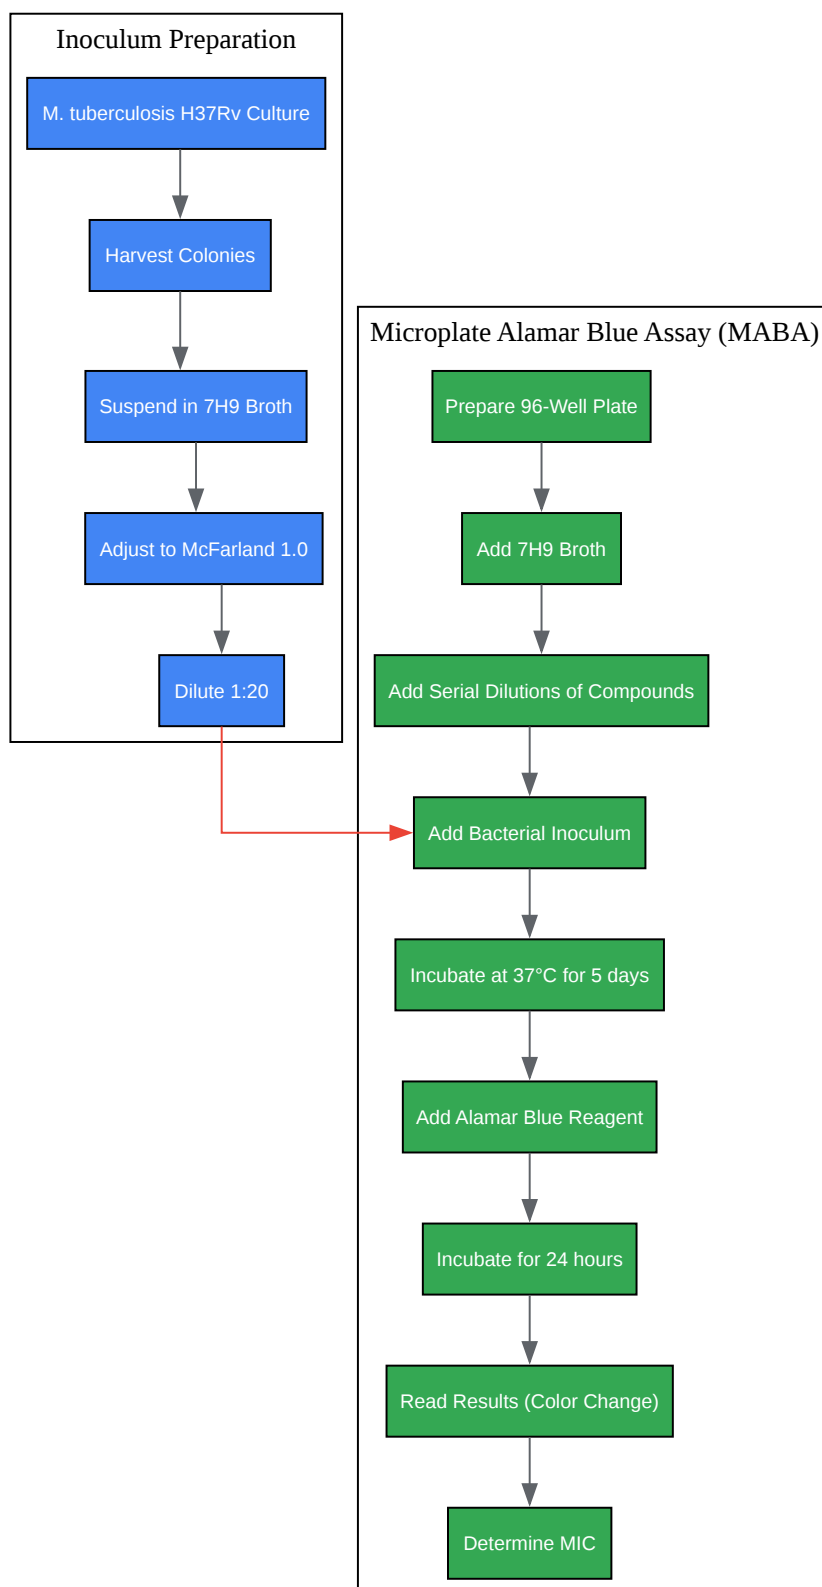 Inoculum Preparation
M. tuberculosis H37Rv Culture
Harvest Colonies
Suspend in 7H9 Broth
Adjust to McFarland 1.0
Dilute 1:20
Microplate Alamar Blue Assay (MABA)
Prepare 96-Well Plate
Add 7H9 Broth
Add Serial Dilutions of Compounds
Add Bacterial Inoculum
Incubate at 37°C for 5 days
Add Alamar Blue Reagent
Incubate for 24 hours
Read Results (Color Change)
Determine MIC